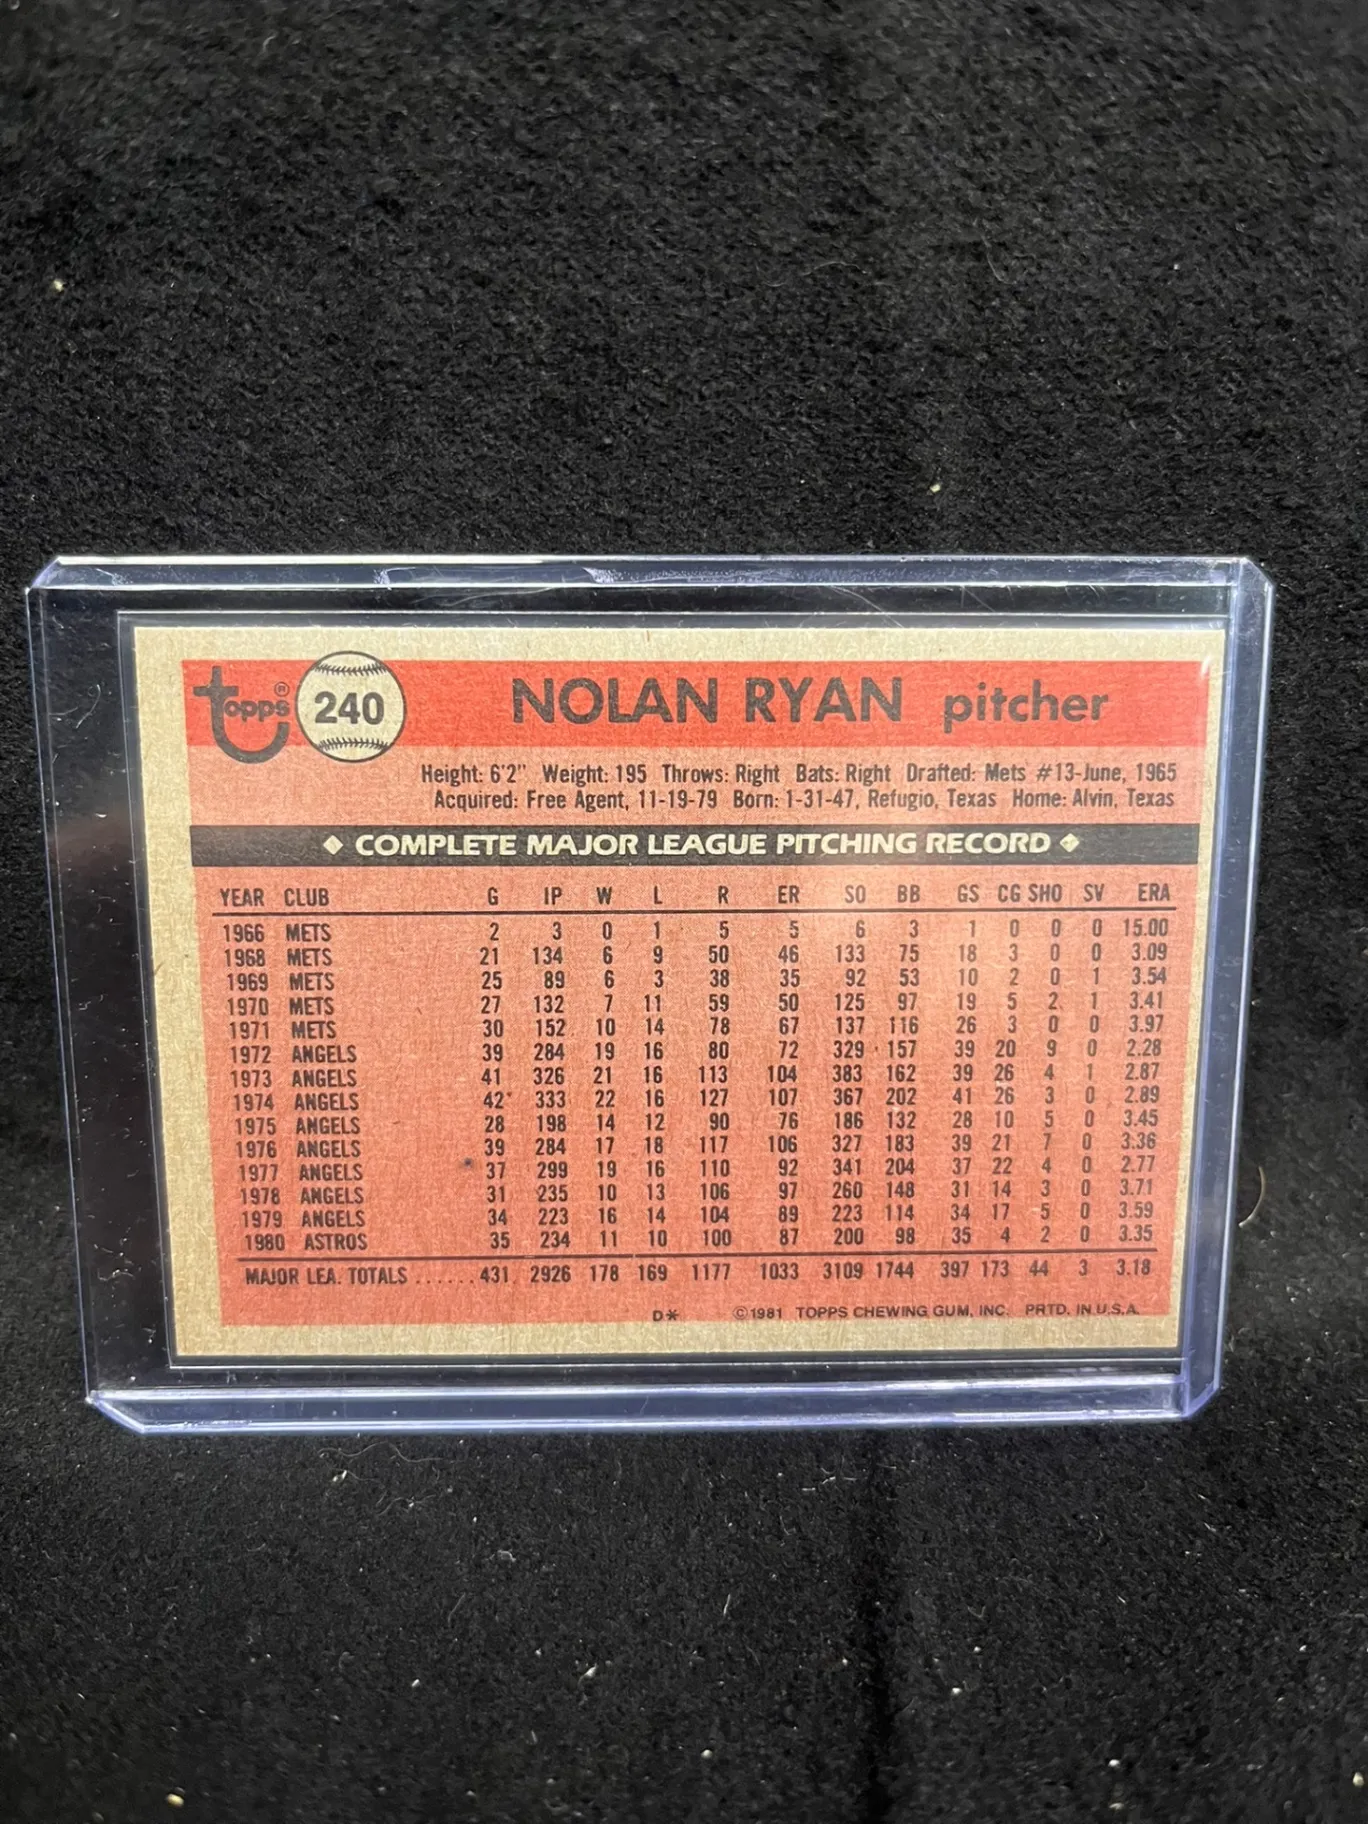 topps® 240 NOLAN RYAN pitcher
Height: 6'2" Weight: 195 Throws: Right Bats: Right Drafted: Mets #13-June, 1965
Acquired: Free Agent, 11-19-79 Born: 1-31-47, Refugio, Texas Home: Alvin, Texas
◆ COMPLETE MAJOR LEAGUE PITCHING RECORD ◆
YEAR CLUB G IP W L R ER SO BB GS CG SHO SV ERA
1966 METS 2 3 0 1 5 5 6 3 1 0 0 0 15.00
1968 METS 21 134 6 9 50 46 133 75 18 3 0 0 3.09
1969 METS 25 89 6 3 38 35 92 53 10 2 0 1 3.54
1970 METS 27 132 7 11 59 50 125 97 19 5 2 1 3.41
1971 METS 30 152 10 14 78 67 137 116 26 3 0 0 3.97
1972 ANGELS 39 284 19 16 80 72 329 157 39 20 9 0 2.28
1973 ANGELS 41 326 21 16 113 104 383 162 39 26 4 1 2.87
1974 ANGELS 42 333 22 16 127 107 367 202 41 26 3 0 2.89
1975 ANGELS 28 198 14 12 90 76 186 132 28 10 5 0 3.45
1976 ANGELS 39 284 17 18 117 106 327 183 39 21 7 0 3.36
1977 ANGELS 37 299 19 16 110 92 341 204 37 22 4 0 2.77
1978 ANGELS 31 235 10 13 106 97 260 148 31 14 3 0 3.71
1979 ANGELS 34 223 16 14 104 89 223 114 34 17 5 0 3.59
1980 ASTROS 35 234 11 10 100 87 200 98 35 4 2 0 3.35
MAJOR LEA. TOTALS ...... 431 2926 178 169 1177 1033 3109 1744 397 173 44 3 3.18
D* ©1981 TOPPS CHEWING GUM, INC. PRTD. IN U.S.A.